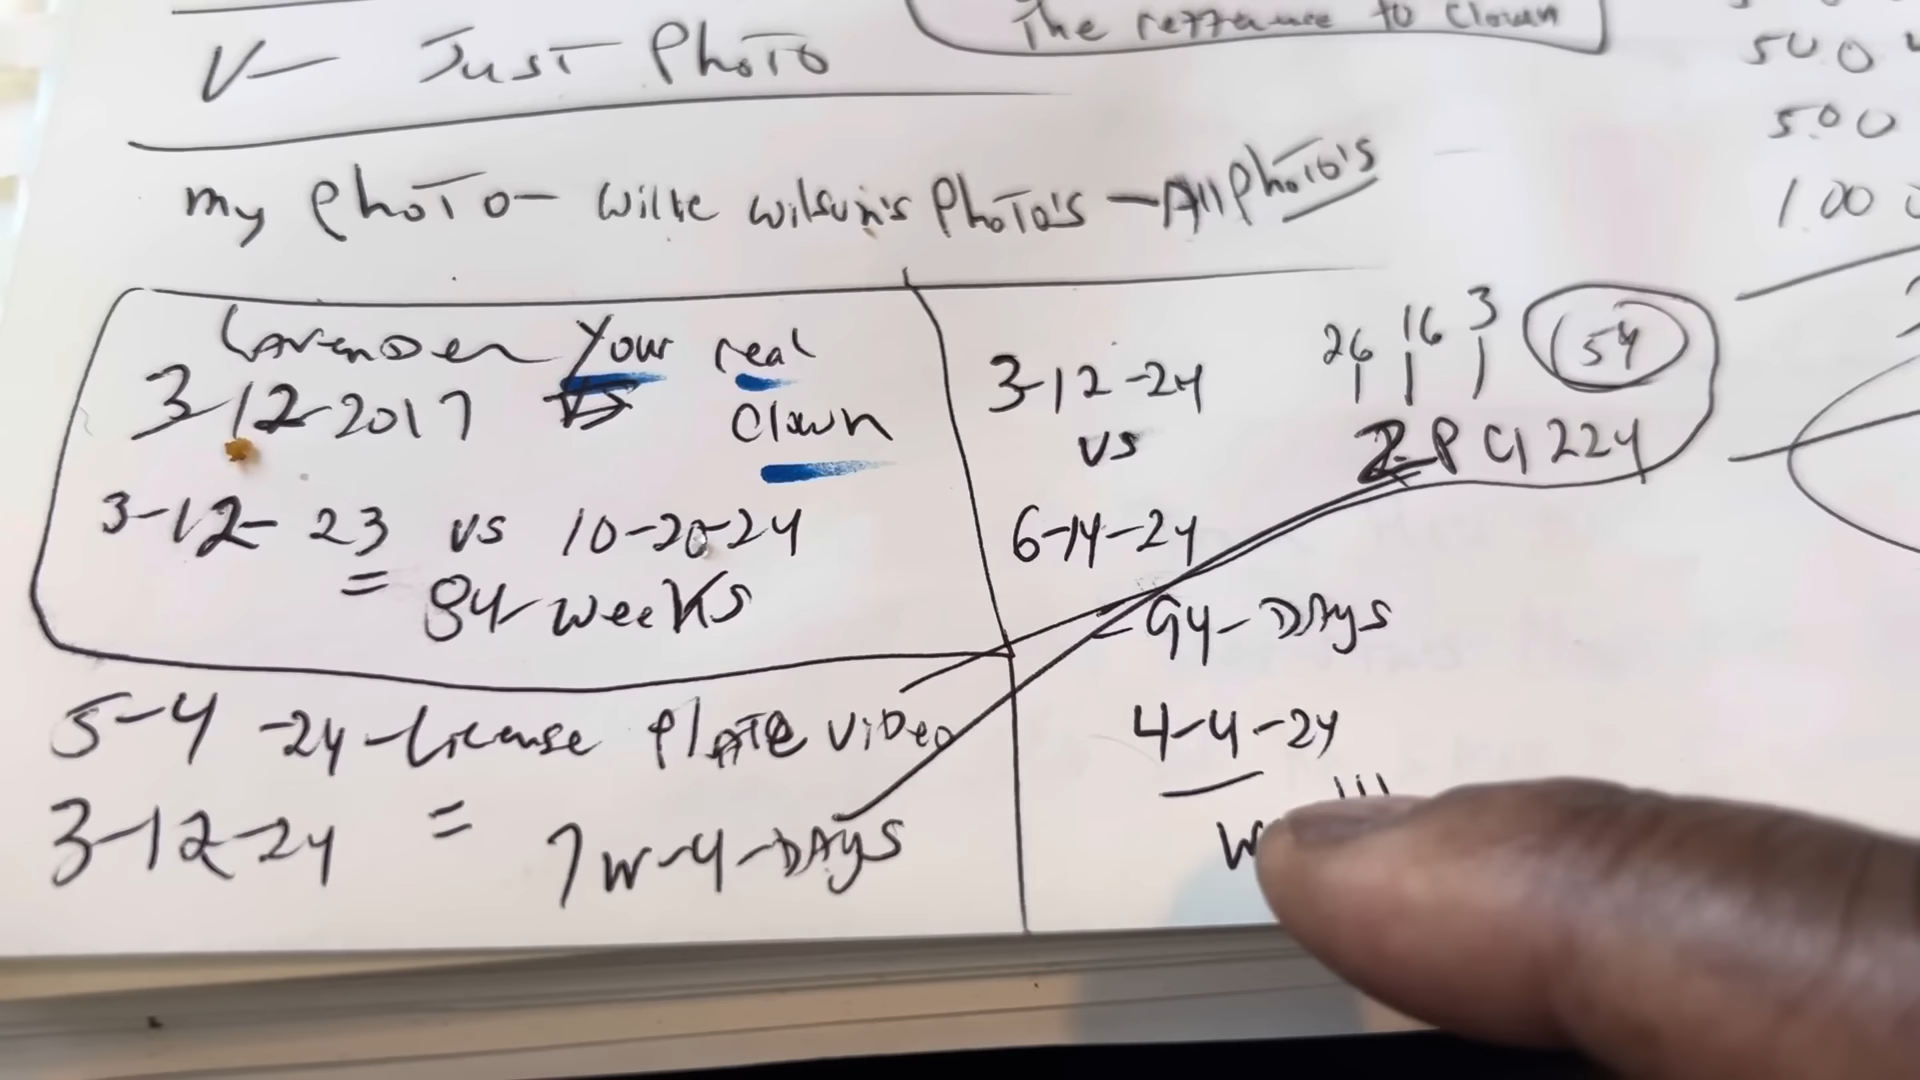 The refrance to Clown
V- Just Photo
500
500
1.00
my photo- Willie Wilson's Photo's -All Photo's
Lavender Your real
3-12-2017 VS Clown
3-12-23 vs 10-20-24
= 84-weeks
3-12-24
vs
6-14-24
26 16 3 54
ZPC1224
-94-DAys
4-4-24
5-4-24-License Plate Video
3-12-24 = 7W-4-DAys